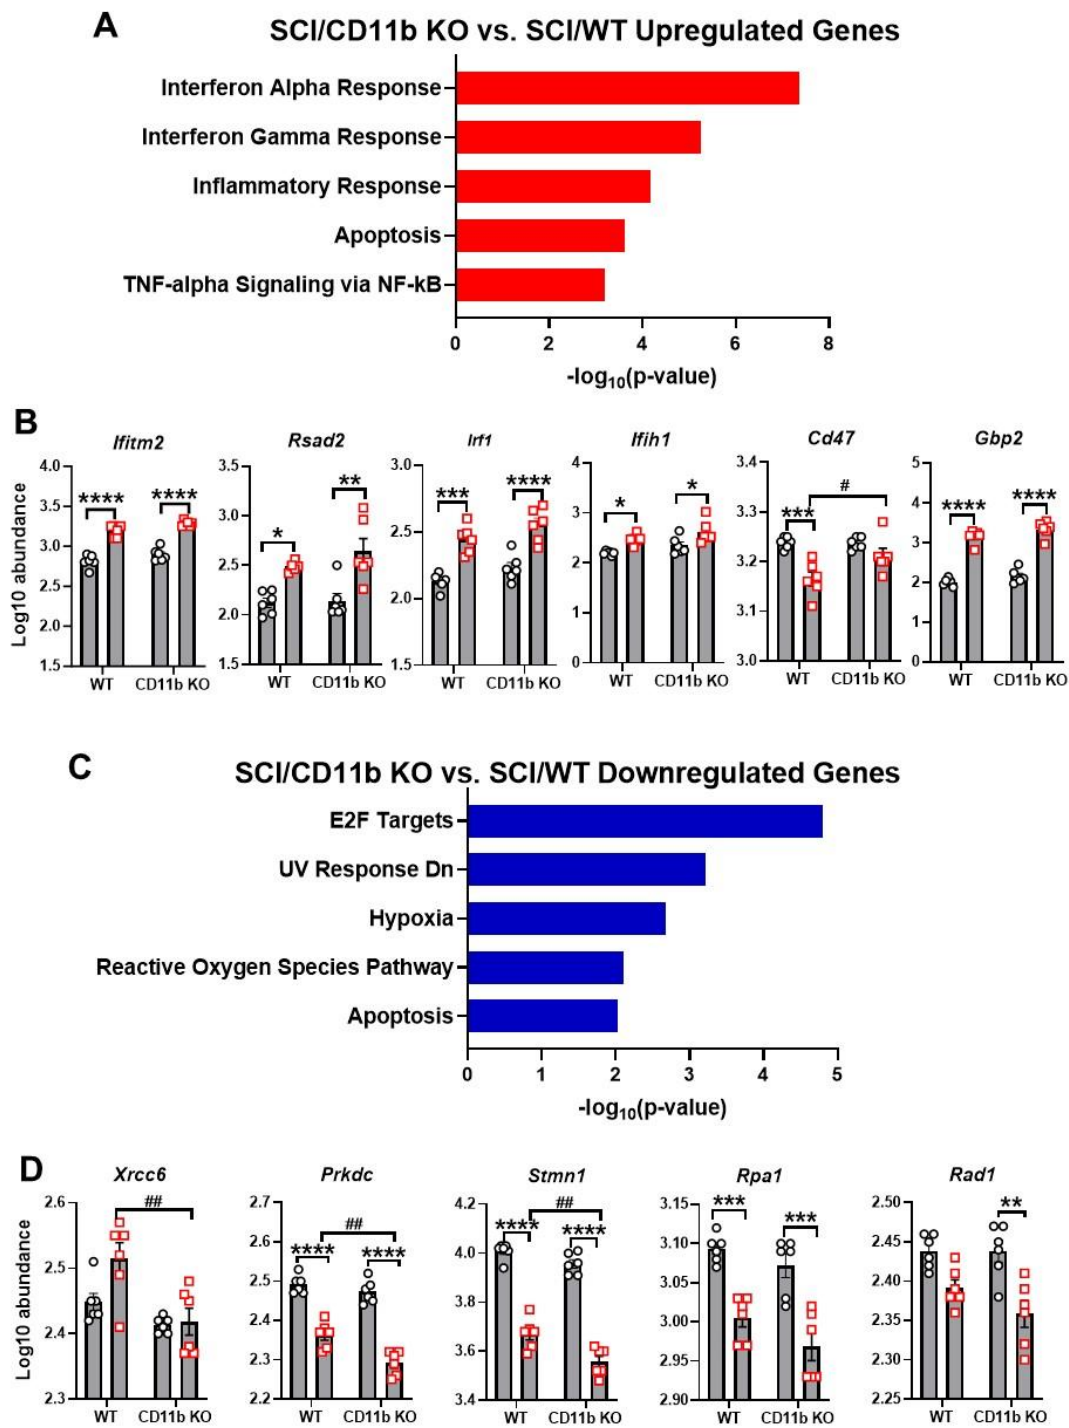 A
SCI/CD11b KO vs. SCI/WT Upregulated Genes
Interferon Alpha Response
Interferon Gamma Response
Inflammatory Response
Apoptosis
TNF-alpha Signaling via NF-kB
0 2 4 6 8
-log10(p-value)
B
Ifitm2 Rsad2 Irf1 Ifih1 Cd47 Gbp2
Log10 abundance
4.0 3.5 3.0 2.5 2.0 1.5
**** ****
WT CD11b KO
3.5 3.0 2.5 2.0 1.5
* **
WT CD11b KO
3.0 2.5 2.0 1.5
*** ****
WT CD11b KO
4 3 2 1 0
* *
WT CD11b KO
3.4 3.3 3.2 3.1 3.0
*** #
WT CD11b KO
5 4 3 2 1 0
**** ****
WT CD11b KO
C
SCI/CD11b KO vs. SCI/WT Downregulated Genes
E2F Targets
UV Response Dn
Hypoxia
Reactive Oxygen Species Pathway
Apoptosis
0 1 2 3 4 5
-log10(p-value)
D
Xrcc6 Prkdc Stmn1 Rpa1 Rad1
Log10 abundance
2.6 2.5 2.4 2.3
##
WT CD11b KO
2.7 2.6 2.5 2.4 2.3 2.2
**** ## ****
WT CD11b KO
4.2 4.0 3.8 3.6 3.4
**** ## ****
WT CD11b KO
3.15 3.10 3.05 3.00 2.95 2.90
*** ***
WT CD11b KO
2.50 2.45 2.40 2.35 2.30 2.25
**
WT CD11b KO